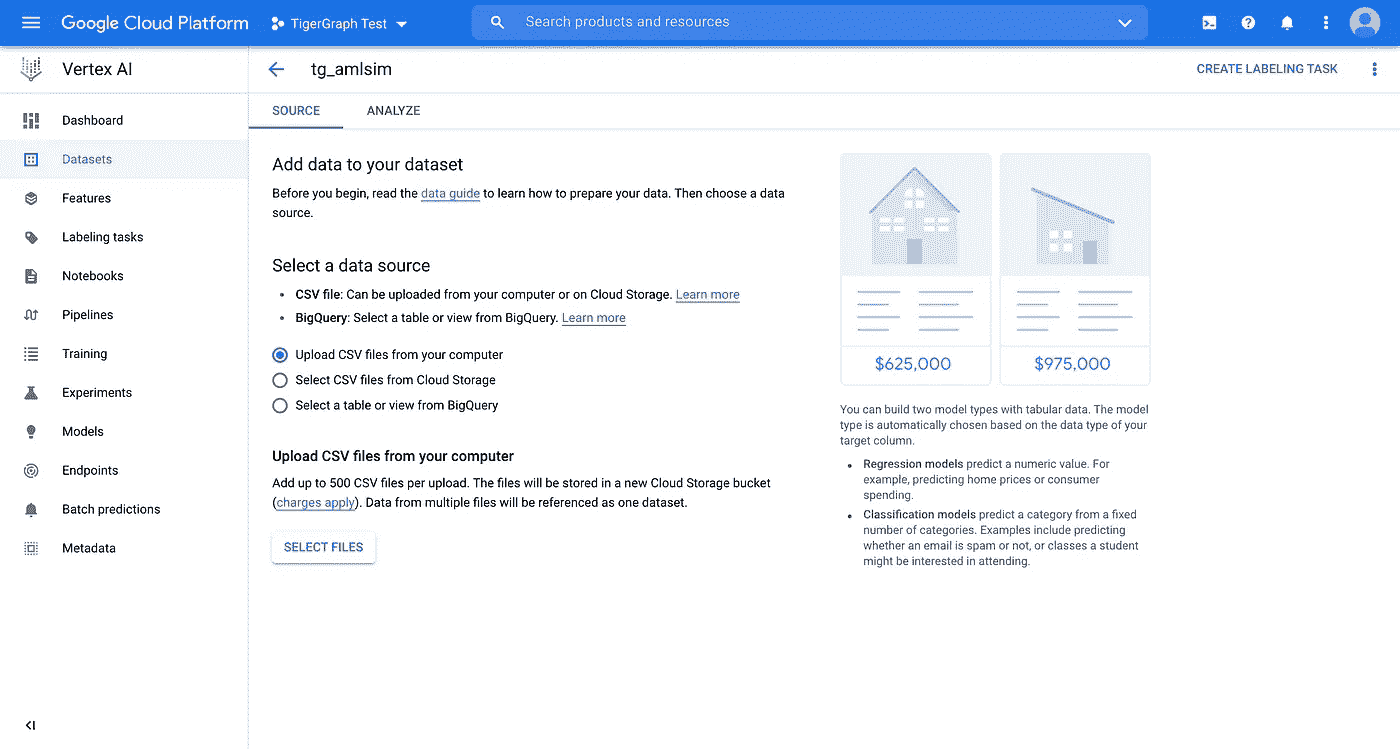 Google Cloud Platform
TigerGraph Test
Search products and resources
Vertex AI
tg_amlsim
CREATE LABELING TASK
SOURCE
ANALYZE
Dashboard
Datasets
Features
Labeling tasks
Notebooks
Pipelines
Training
Experiments
Models
Endpoints
Batch predictions
Metadata
Add data to your dataset
Before you begin, read the data guide to learn how to prepare your data. Then choose a data
source.
Select a data source
• CSV file: Can be uploaded from your computer or on Cloud Storage. Learn more
• BigQuery: Select a table or view from BigQuery. Learn more
Upload CSV files from your computer
Select CSV files from Cloud Storage
Select a table or view from BigQuery
Upload CSV files from your computer
Add up to 500 CSV files per upload. The files will be stored in a new Cloud Storage bucket
(charges apply). Data from multiple files will be referenced as one dataset.
SELECT FILES
$625,000
$975,000
You can build two model types with tabular data. The model
type is automatically chosen based on the data type of your
target column.
• Regression models predict a numeric value. For
example, predicting home prices or consumer
spending.
• Classification models predict a category from a fixed
number of categories. Examples include predicting
whether an email is spam or not, or classes a student
might be interested in attending.